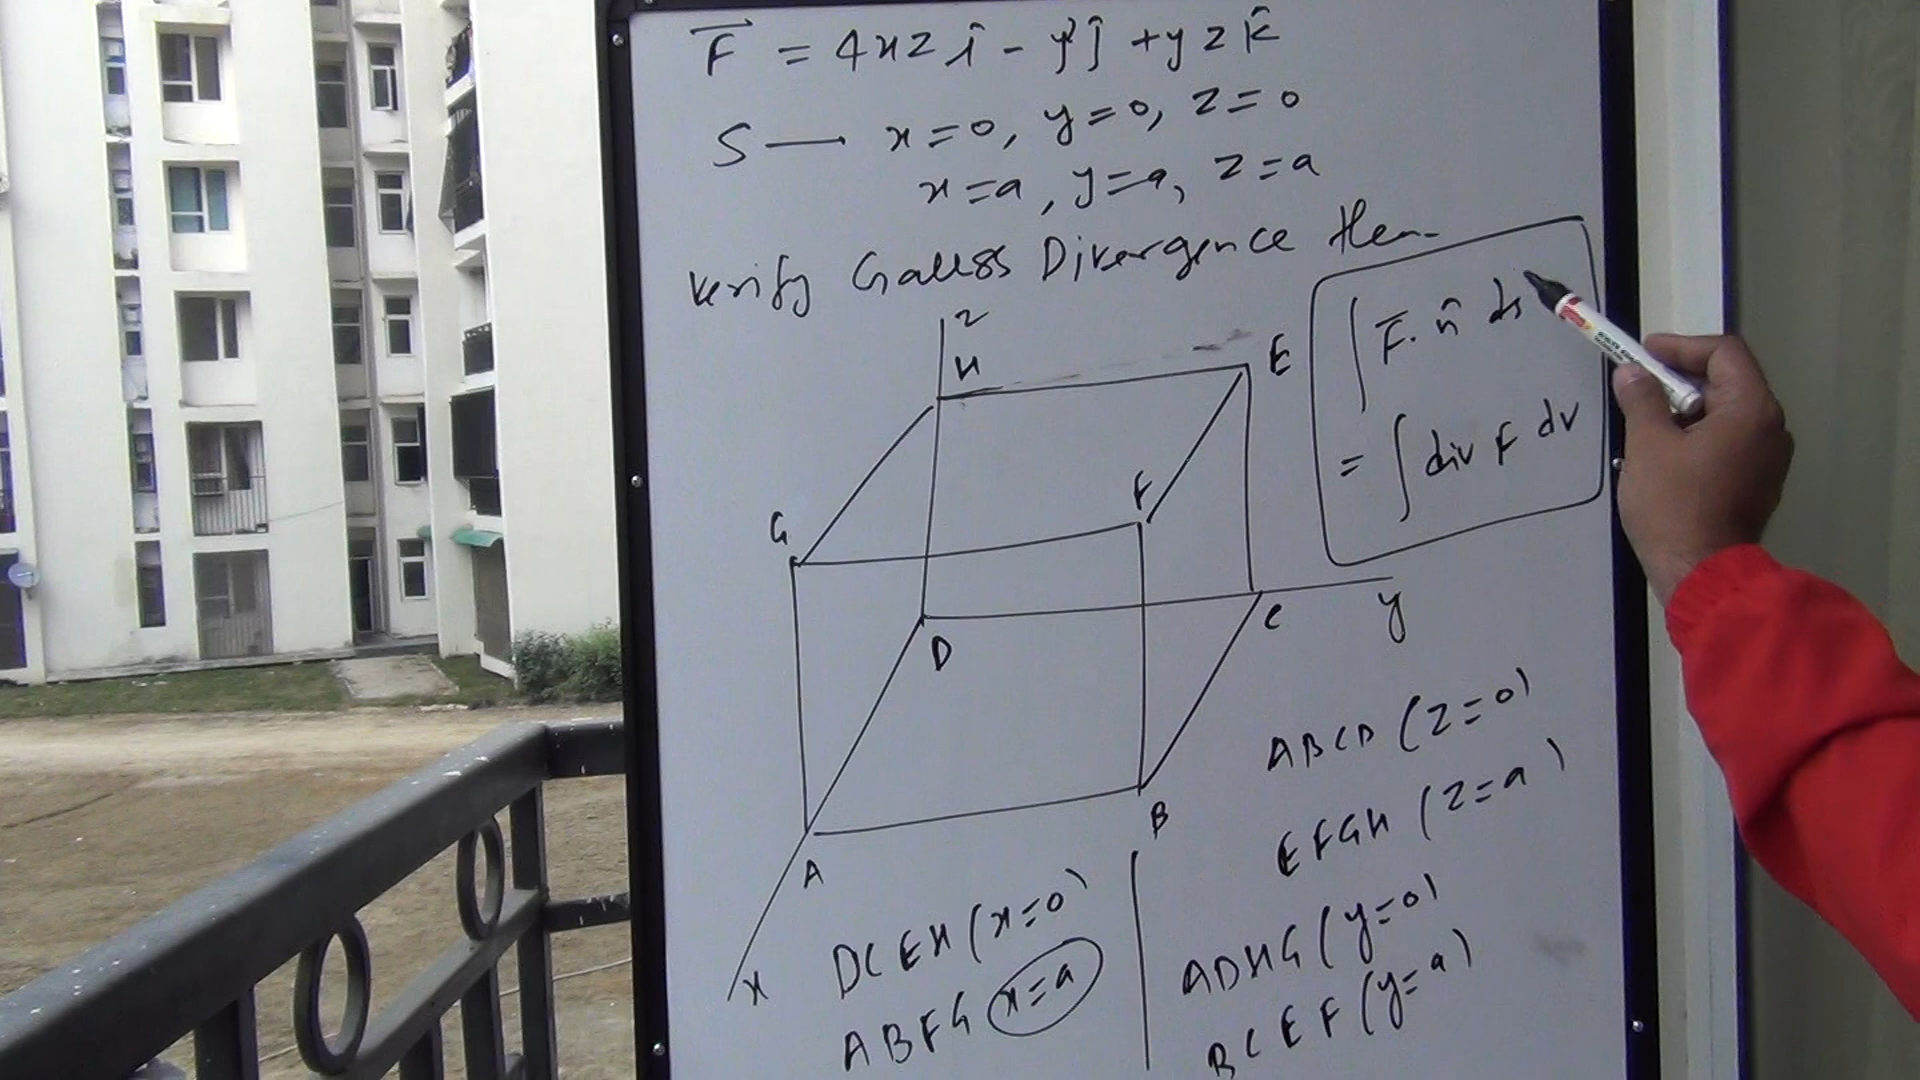 F⃗ = 4xz î - y² ĵ + yz k̂
S — x=0, y=0, z=0
x=a, y=a, z=a
Verify Gauss Divergence them
∫ F̄. n̂ ds
= ∫ div F dv
z
H
E
G
F
D
C
y
A
B
x
ABCD (z=0)
EFGH (z=a)
DCEH (x=0)
ABFG (x=a)
ADHG (y=0)
BCEF (y=a)